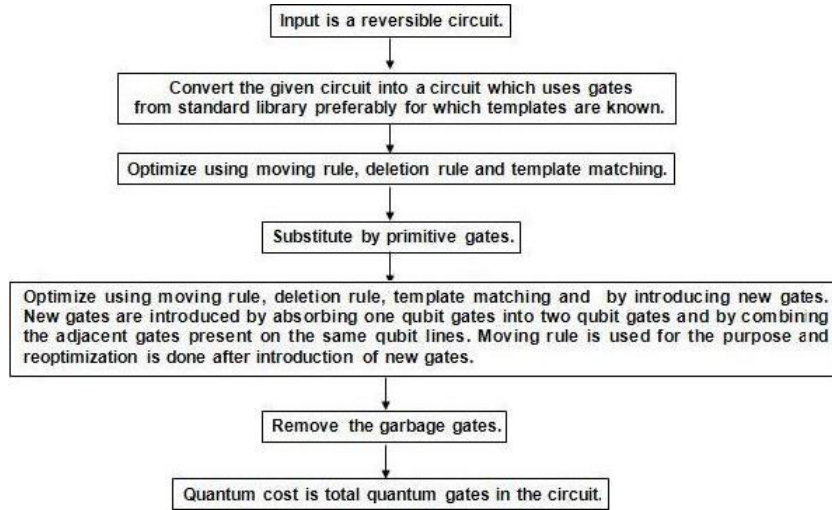 Input is a reversible circuit.
Convert the given circuit into a circuit which uses gates
from standard library preferably for which templates are known.
Optimize using moving rule, deletion rule and template matching.
Substitute by primitive gates.
Optimize using moving rule, deletion rule, template matching and by introducing new gates.
New gates are introduced by absorbing one qubit gates into two qubit gates and by combining
the adjacent gates present on the same qubit lines. Moving rule is used for the purpose and
reoptimization is done after introduction of new gates.
Remove the garbage gates.
Quantum cost is total quantum gates in the circuit.